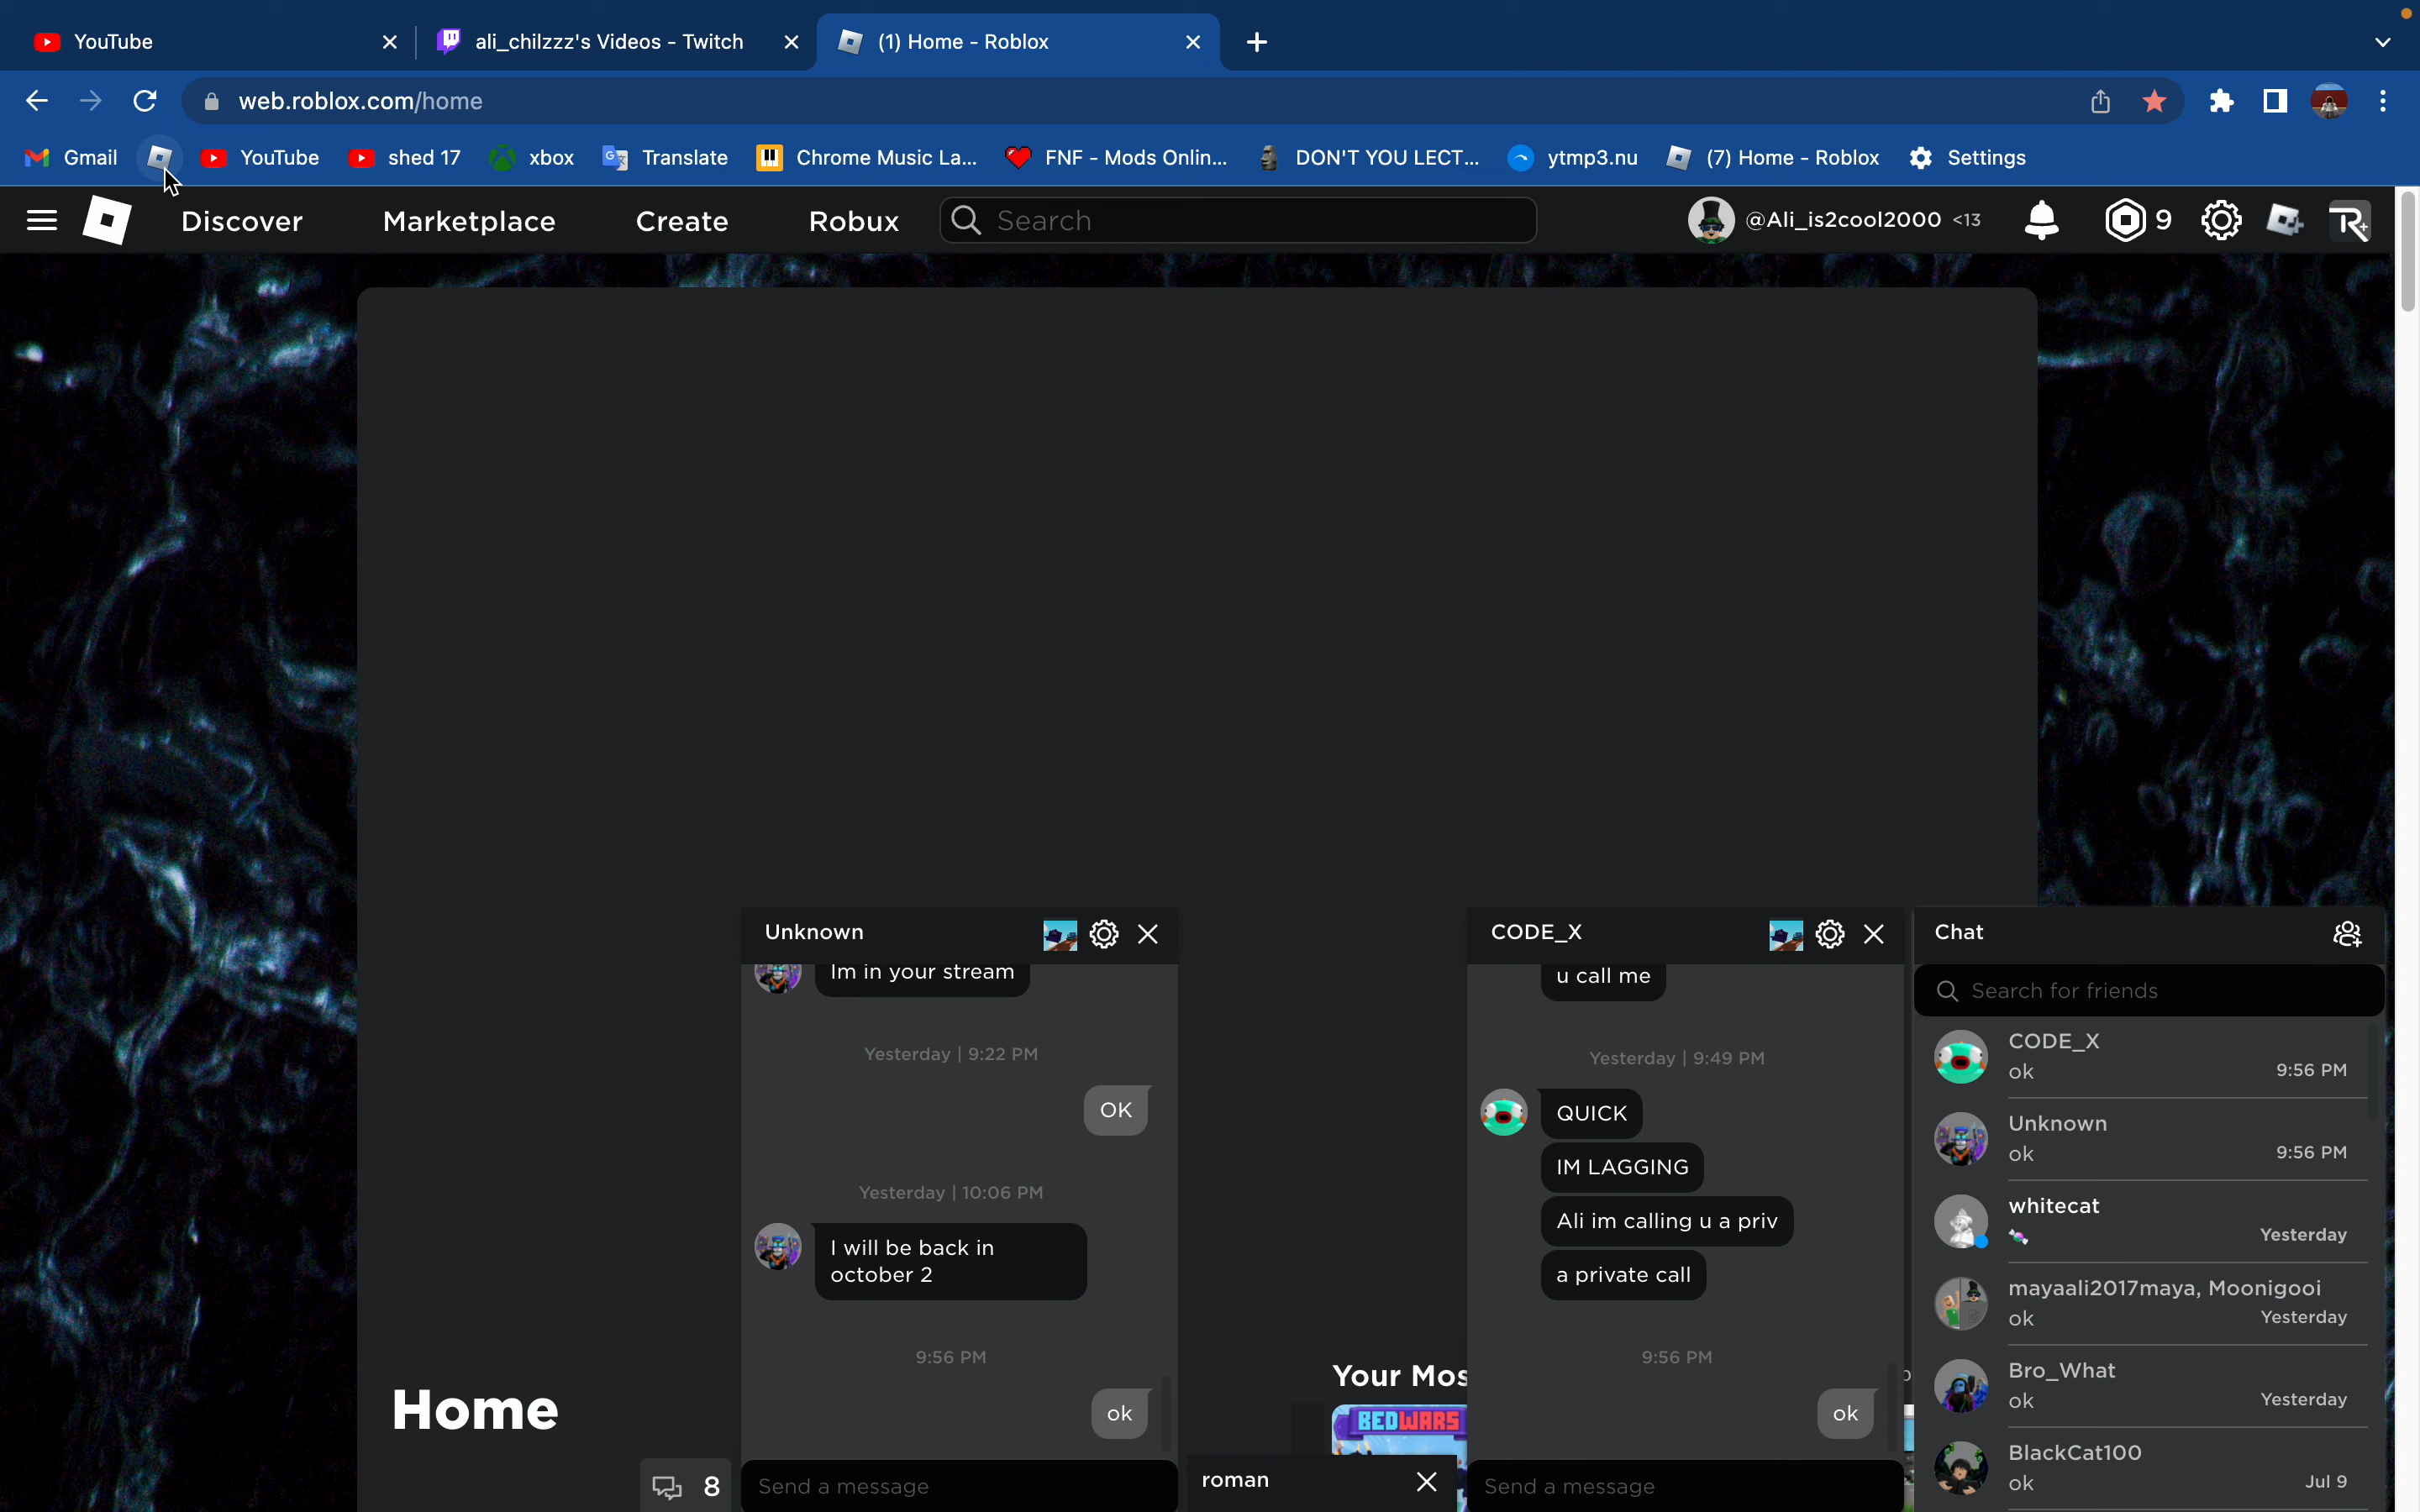 YouTube
ali_chilzzz's Videos - Twitch
(1) Home - Roblox
web.roblox.com/home
Gmail
YouTube
shed 17
xbox
Translate
Chrome Music La...
FNF - Mods Onlin...
DON'T YOU LECT...
ytmp3.nu
(7) Home - Roblox
Settings
Discover
Marketplace
Create
Robux
Search
@Ali_is2cool2000 <13
9
Unknown
Im in your stream
Yesterday | 9:22 PM
OK
Yesterday | 10:06 PM
I will be back in
october 2
9:56 PM
ok
Send a message
CODE_X
u call me
Yesterday | 9:49 PM
QUICK
IM LAGGING
Ali im calling u a priv
a private call
9:56 PM
ok
Send a message
Chat
Search for friends
CODE_X
ok
9:56 PM
Unknown
ok
9:56 PM
whitecat
🍬
Yesterday
mayaali2017maya, Moonigooi
ok
Yesterday
Bro_What
ok
Yesterday
BlackCat100
ok
Jul 9
Home
Your Mos
BEDWARS
8
roman